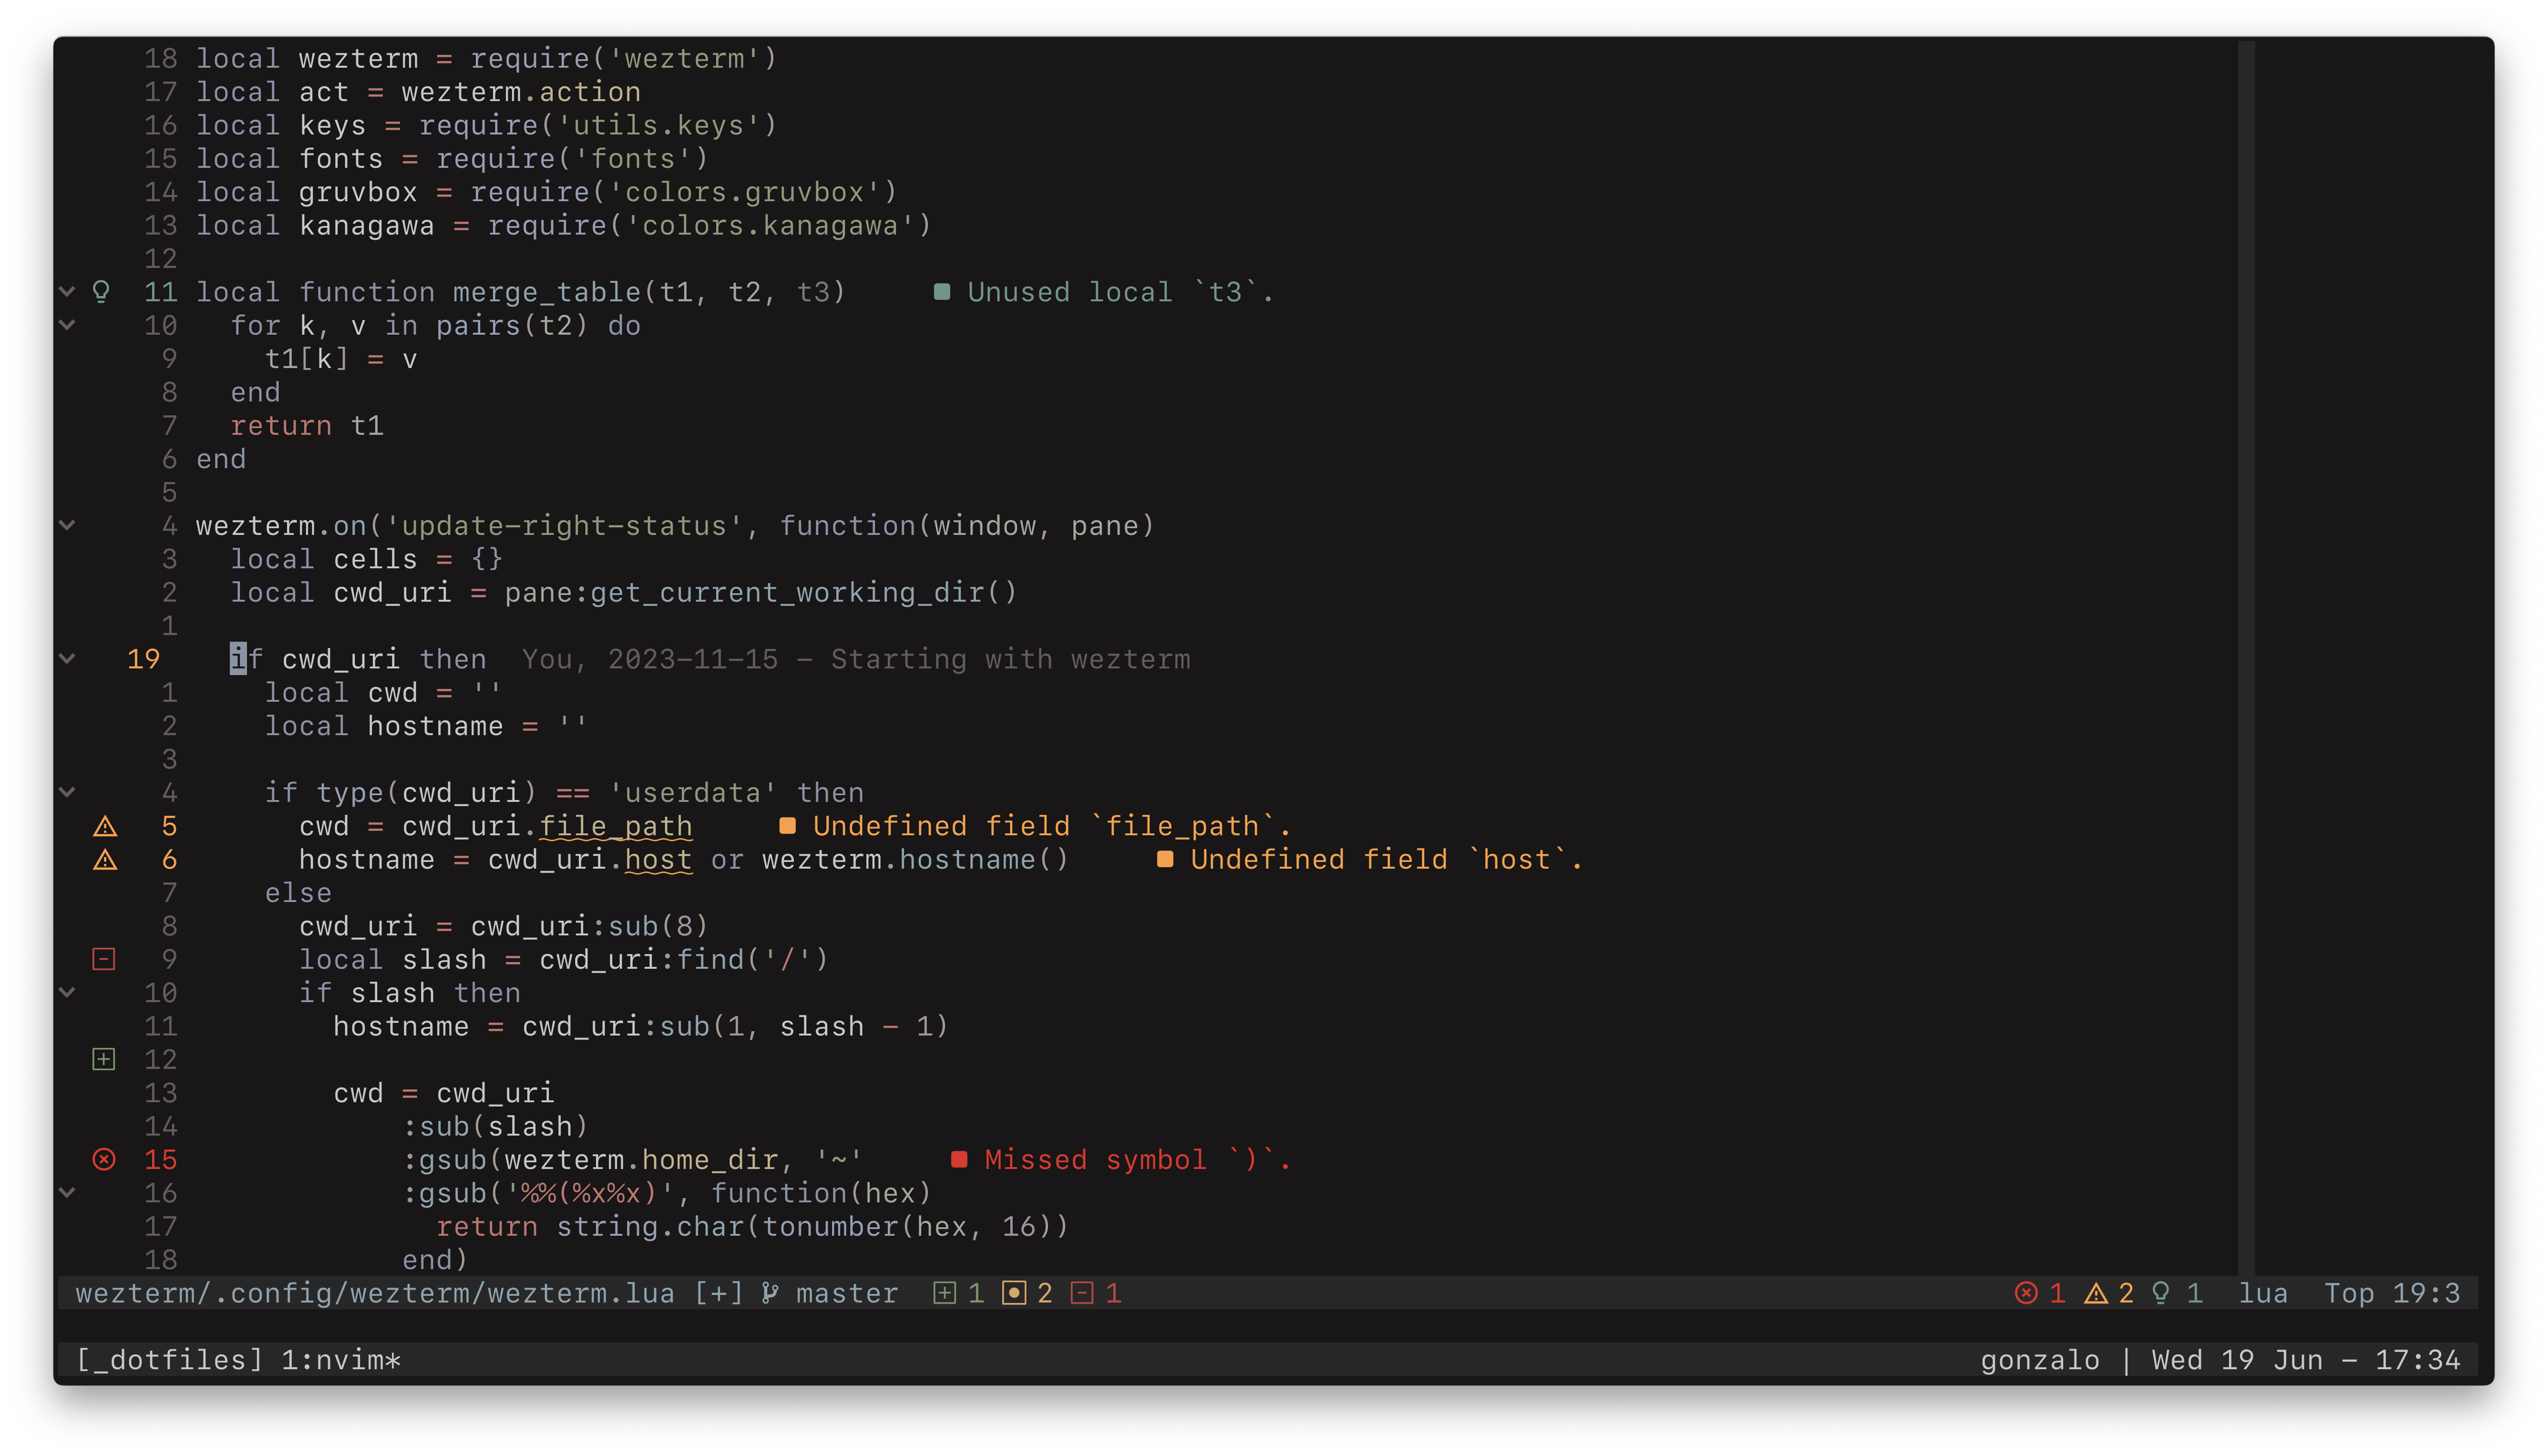 18 local wezterm = require('wezterm')
17 local act = wezterm.action
16 local keys = require('utils.keys')
15 local fonts = require('fonts')
14 local gruvbox = require('colors.gruvbox')
13 local kanagawa = require('colors.kanagawa')
12
11 local function merge_table(t1, t2, t3)     ■ Unused local `t3`.
10   for k, v in pairs(t2) do
9     t1[k] = v
8   end
7   return t1
6 end
5
4 wezterm.on('update-right-status', function(window, pane)
3   local cells = {}
2   local cwd_uri = pane:get_current_working_dir()
1
19   if cwd_uri then  You, 2023-11-15 - Starting with wezterm
1     local cwd = ''
2     local hostname = ''
3
4     if type(cwd_uri) == 'userdata' then
5       cwd = cwd_uri.file_path     ■ Undefined field `file_path`.
6       hostname = cwd_uri.host or wezterm.hostname()     ■ Undefined field `host`.
7     else
8       cwd_uri = cwd_uri:sub(8)
9       local slash = cwd_uri:find('/')
10       if slash then
11         hostname = cwd_uri:sub(1, slash - 1)
12
13         cwd = cwd_uri
14             :sub(slash)
15             :gsub(wezterm.home_dir, '~'     ■ Missed symbol `)`.
16             :gsub('%%(%x%x)', function(hex)
17               return string.char(tonumber(hex, 16))
18             end)
wezterm/.config/wezterm/wezterm.lua [+] master 1 2 1 1 2 1 lua Top 19:3
[_dotfiles] 1:nvim* gonzalo | Wed 19 Jun - 17:34